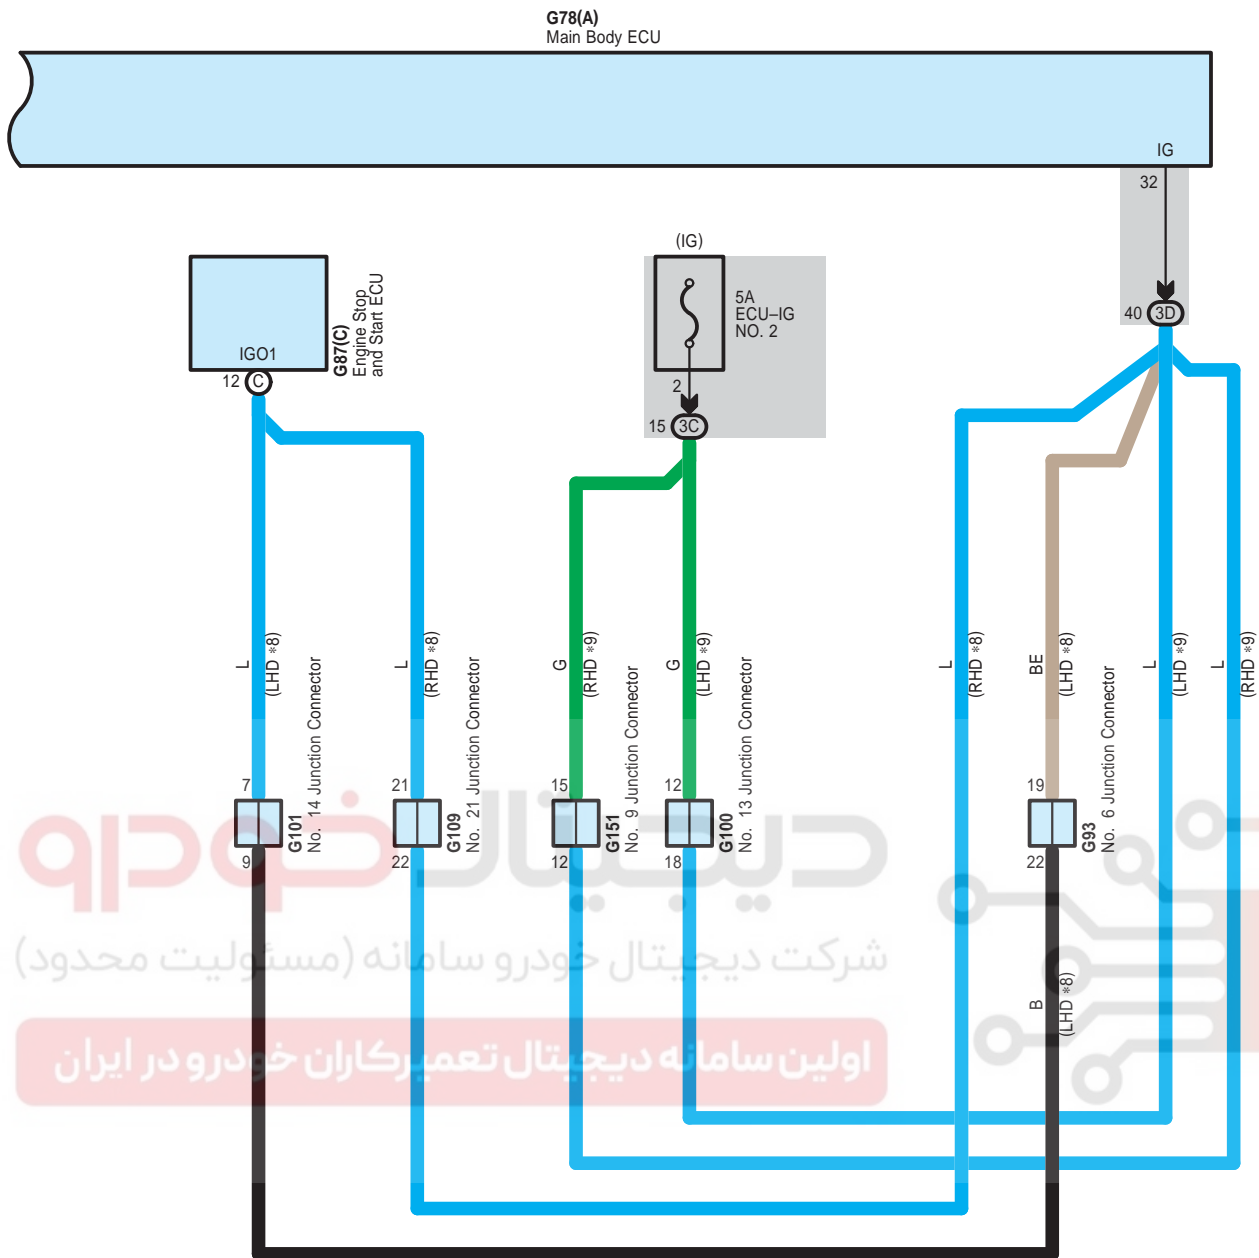 G78(A)
Main Body ECU
IG
32
40 3D
(IG)
5A
ECU–IG
NO. 2
2
15 3C
IGO1
12 C
G87(C)
Engine Stop
and Start ECU
L
(LHD *8)
L
(RHD *8)
G
(RHD *9)
G
(LHD *9)
L
(RHD *8)
BE
(LHD *8)
L
(LHD *9)
L
(RHD *9)
7
9
G101
No. 14 Junction Connector
21
22
G109
No. 21 Junction Connector
15
12
G151
No. 9 Junction Connector
12
18
G100
No. 13 Junction Connector
19
22
G93
No. 6 Junction Connector
B
(LHD *8)
دیجیتال خودرو
شرکت دیجیتال خودرو سامانه (مسئولیت محدود)
اولین سامانه دیجیتال تعمیرکاران خودرو در ایران